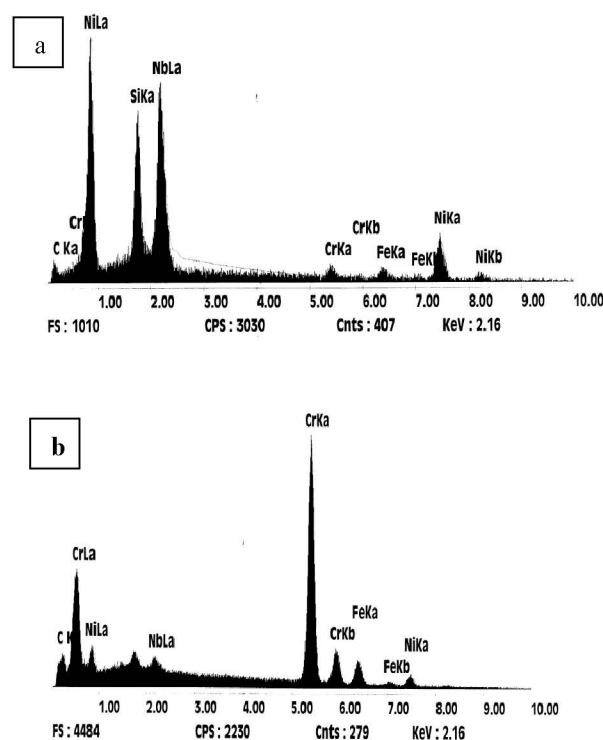 a
NiLa
NbLa
SiKa
Cr
C Ka
CrKb
CrKa
FeKa
FeK
NiKa
NiKb
1.00 2.00 3.00 4.00 5.00 6.00 7.00 8.00 9.00 10.00
FS : 1010 CPS : 3030 Cnts : 407 KeV : 2.16
b
CrKa
CrLa
C K
NiLa
NbLa
CrKb
FeKa
FeKb
NiKa
1.00 2.00 3.00 4.00 5.00 6.00 7.00 8.00 9.00 10.00
FS : 4484 CPS : 2230 Cnts : 279 KeV : 2.16